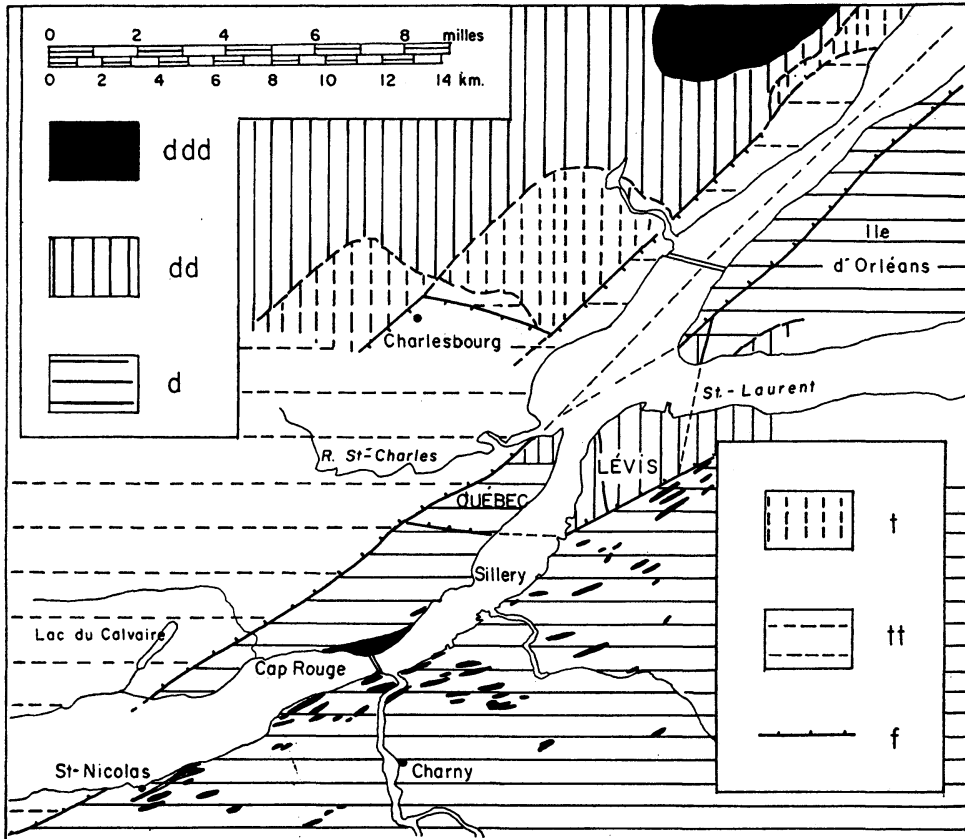 0 2 4 6 8 milles
0 2 4 6 8 10 12 14 km.
ddd
dd
d
Ile
d'Orléans
Charlesbourg
St.-Laurent
R. St-Charles
LÉVIS
QUÉBEC
t
Sillery
tt
Lac du Calvaire
Cap Rouge
f
St-Nicolas
Charny